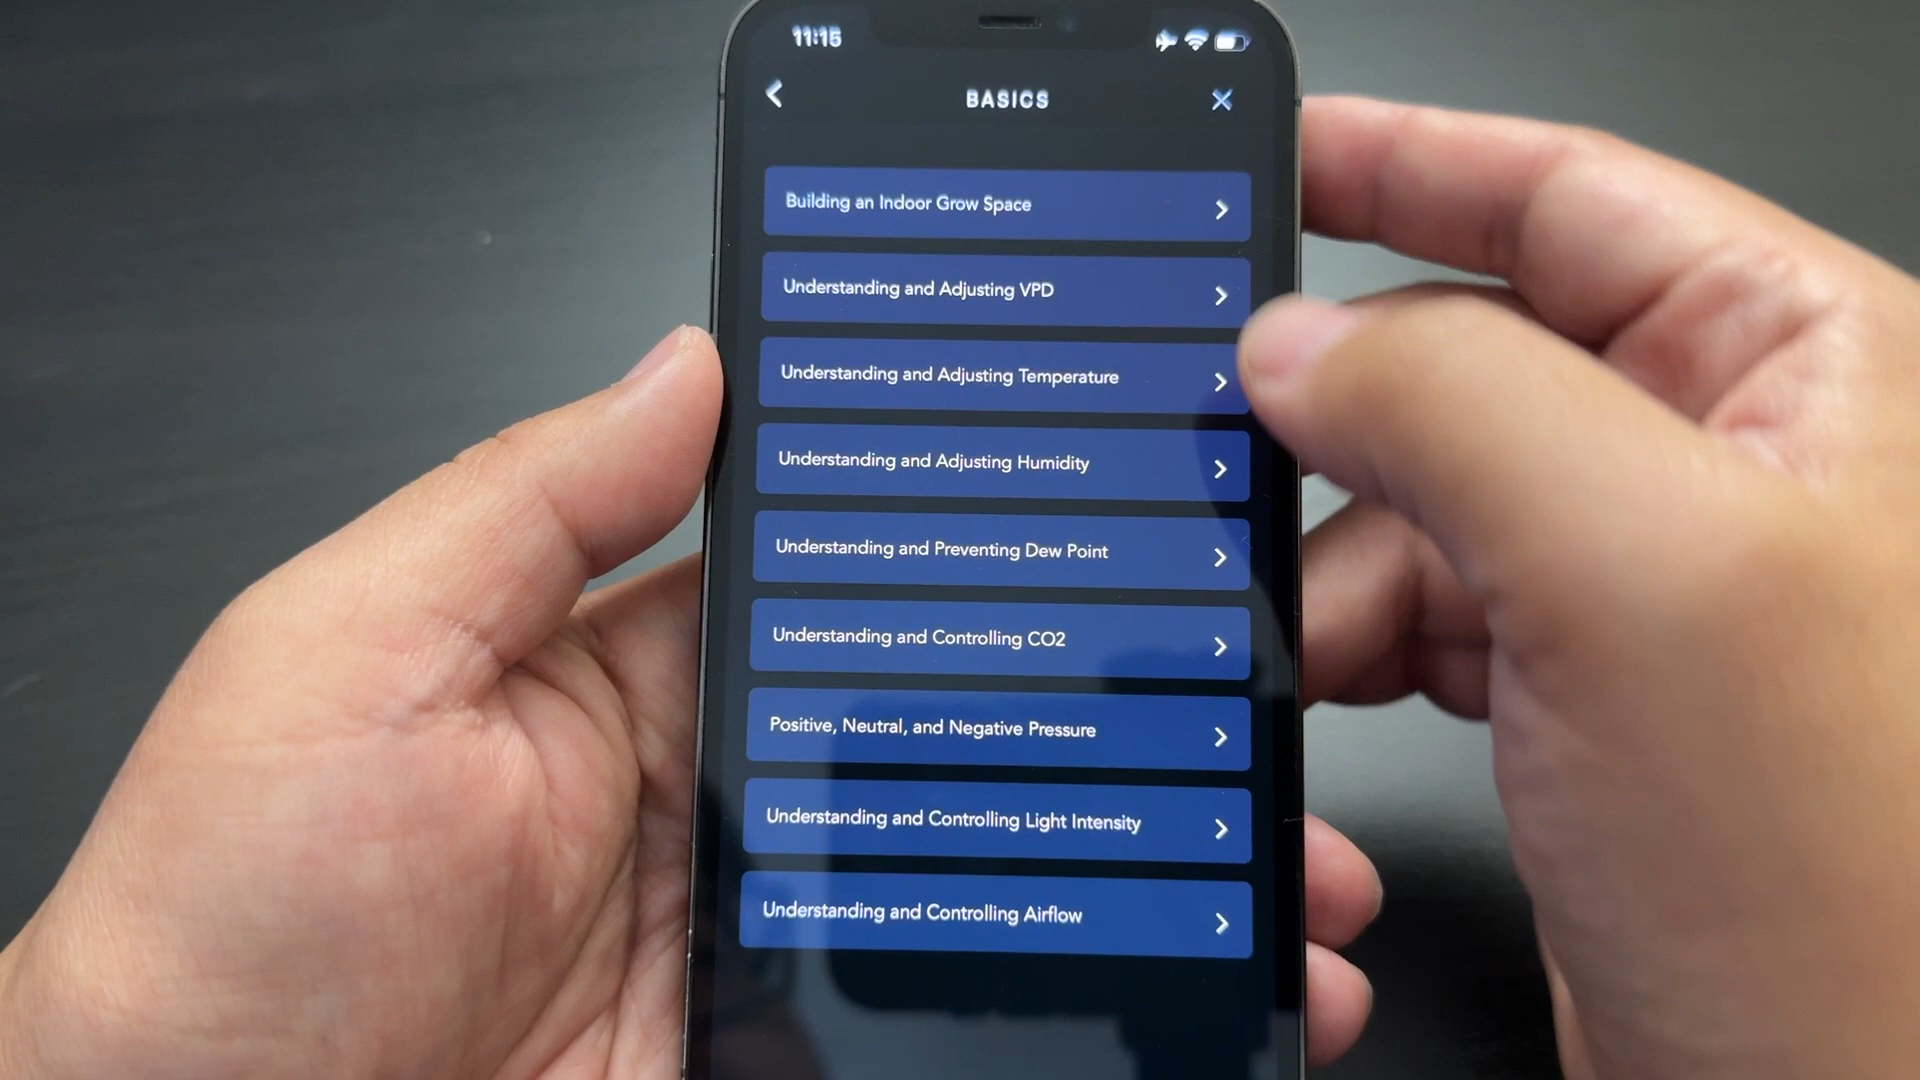 11:15
BASICS
Building an Indoor Grow Space
Understanding and Adjusting VPD
Understanding and Adjusting Temperature
Understanding and Adjusting Humidity
Understanding and Preventing Dew Point
Understanding and Controlling CO2
Positive, Neutral, and Negative Pressure
Understanding and Controlling Light Intensity
Understanding and Controlling Airflow